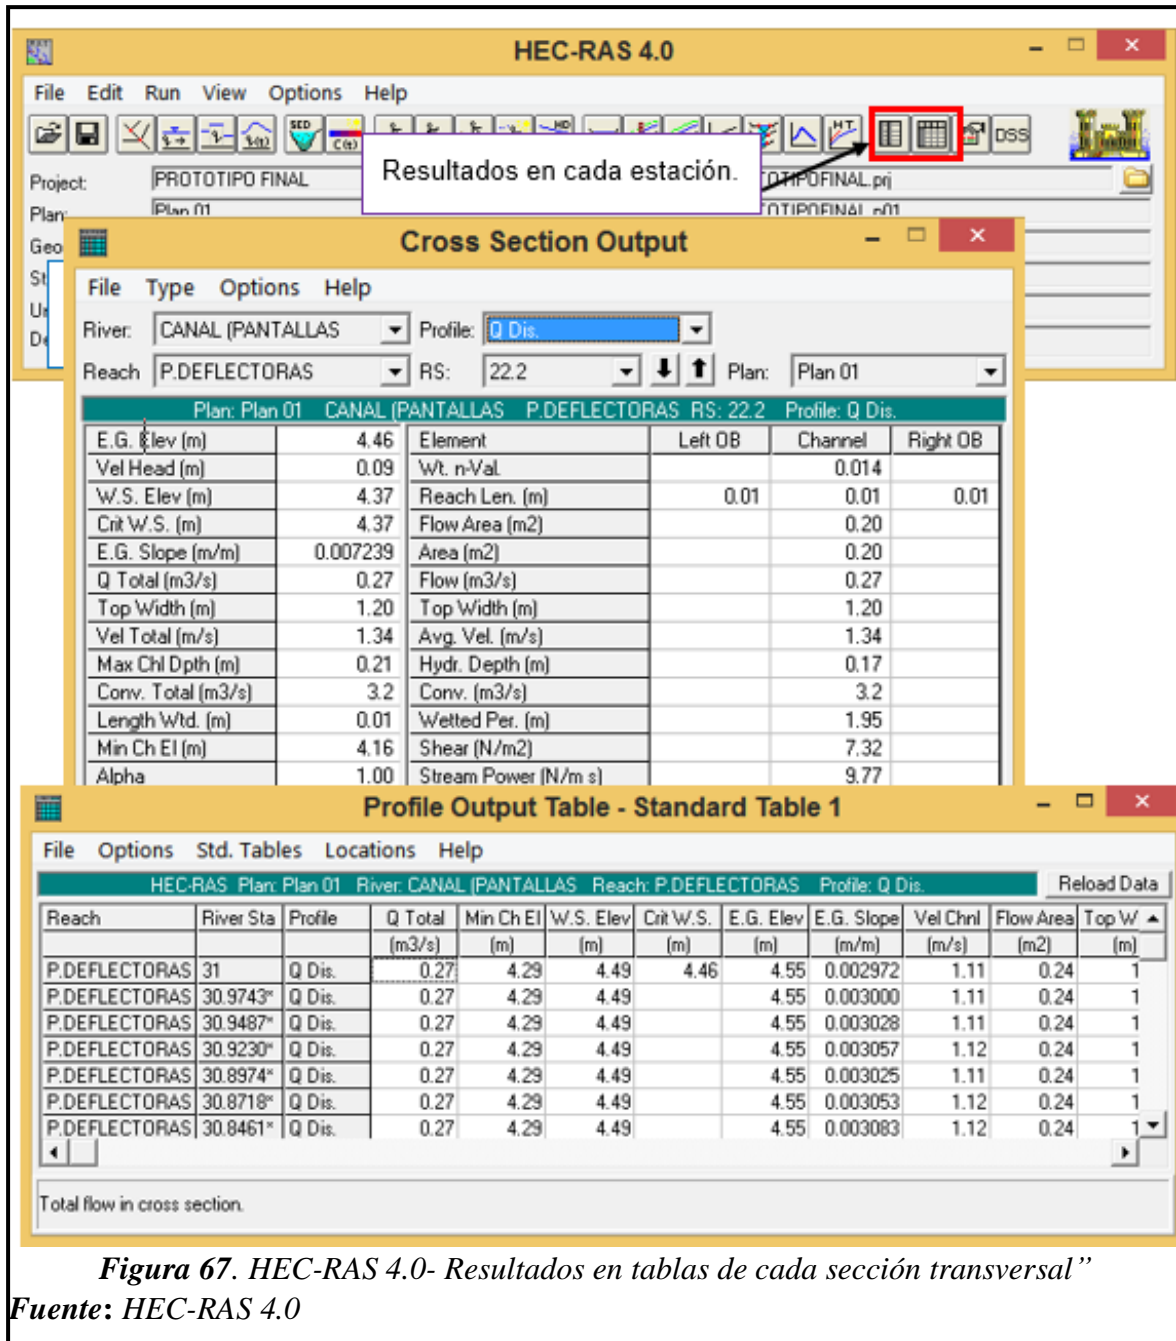 HEC-RAS 4.0
File Edit Run View Options Help
SED
HD
HT
DSS
Resultados en cada estación.
Project: PROTOTIPO FINAL OTIPOFINAL.prj
Plan: Plan 01 OTIPOFINAL.p01
Geo
St
Un
De
Cross Section Output
File Type Options Help
River: CANAL (PANTALLAS Profile: Q Dis.
Reach P.DEFLECTORAS RS: 22.2 Plan: Plan 01
Plan: Plan 01 CANAL (PANTALLAS P.DEFLECTORAS RS: 22.2 Profile: Q Dis.
E.G. Elev (m) 4.46 Element Left OB Channel Right OB
Vel Head (m) 0.09 Wt. n-Val. 0.014
W.S. Elev (m) 4.37 Reach Len. (m) 0.01 0.01 0.01
Crit W.S. (m) 4.37 Flow Area (m2) 0.20
E.G. Slope (m/m) 0.007239 Area (m2) 0.20
Q Total (m3/s) 0.27 Flow (m3/s) 0.27
Top Width (m) 1.20 Top Width (m) 1.20
Vel Total (m/s) 1.34 Avg. Vel. (m/s) 1.34
Max Chl Dpth (m) 0.21 Hydr. Depth (m) 0.17
Conv. Total (m3/s) 3.2 Conv. (m3/s) 3.2
Length Wtd. (m) 0.01 Wetted Per. (m) 1.95
Min Ch El (m) 4.16 Shear (N/m2) 7.32
Alpha 1.00 Stream Power (N/m s) 9.77
Profile Output Table - Standard Table 1
File Options Std. Tables Locations Help
HEC-RAS Plan: Plan 01 River: CANAL (PANTALLAS Reach: P.DEFLECTORAS Profile: Q Dis. Reload Data
Reach River Sta Profile Q Total Min Ch El W.S. Elev Crit W.S. E.G. Elev E.G. Slope Vel Chnl Flow Area Top W
(m3/s) (m) (m) (m) (m) (m/m) (m/s) (m2) (m)
P.DEFLECTORAS 31 Q Dis. 0.27 4.29 4.49 4.46 4.55 0.002972 1.11 0.24 1
P.DEFLECTORAS 30.9743* Q Dis. 0.27 4.29 4.49 4.55 0.003000 1.11 0.24 1
P.DEFLECTORAS 30.9487* Q Dis. 0.27 4.29 4.49 4.55 0.003028 1.11 0.24 1
P.DEFLECTORAS 30.9230* Q Dis. 0.27 4.29 4.49 4.55 0.003057 1.12 0.24 1
P.DEFLECTORAS 30.8974* Q Dis. 0.27 4.29 4.49 4.55 0.003025 1.11 0.24 1
P.DEFLECTORAS 30.8718* Q Dis. 0.27 4.29 4.49 4.55 0.003053 1.12 0.24 1
P.DEFLECTORAS 30.8461* Q Dis. 0.27 4.29 4.49 4.55 0.003083 1.12 0.24 1
Total flow in cross section.
Figura 67. HEC-RAS 4.0- Resultados en tablas de cada sección transversal”
Fuente: HEC-RAS 4.0